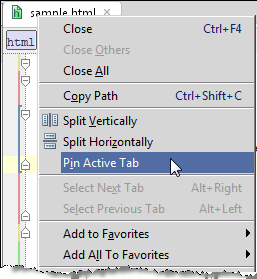 sample.html
html
Close Ctrl+F4
Close Others
Close All
Copy Path Ctrl+Shift+C
Split Vertically
Split Horizontally
Pin Active Tab
Select Next Tab Alt+Right
Select Previous Tab Alt+Left
Add to Favorites
Add All To Favorites